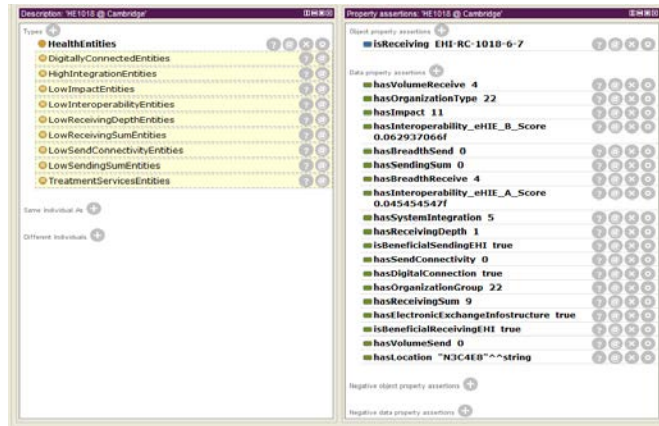 Description: 'HE1018 @ Cambridge'
Types
HealthEntities
DigitallyConnectedEntities
HighIntegrationEntities
LowImpactEntities
LowInteroperabilityEntities
LowReceivingDepthEntities
LowReceivingSumEntities
LowSendConnectivityEntities
LowSendingSumEntities
TreatmentServicesEntities
Same Individual As
Different Individuals
Property assertions: 'HE1018 @ Cambridge'
Object property assertions
isReceiving EHI-RC-1018-6-7
Data property assertions
hasVolumeReceive 4
hasOrganizationType 22
hasImpact 11
hasInteroperability_eHIE_B_Score
0.062937066f
hasBreadthSend 0
hasSendingSum 0
hasBreadthReceive 4
hasInteroperability_eHIE_A_Score
0.045454547f
hasSystemIntegration 5
hasReceivingDepth 1
isBeneficialSendingEHI true
hasSendConnectivity 0
hasDigitalConnection true
hasOrganizationGroup 22
hasReceivingSum 9
hasElectronicExchangeInfostructure true
isBeneficialReceivingEHI true
hasVolumeSend 0
hasLocation "N3C4E8"^^string
Negative object property assertions
Negative data property assertions